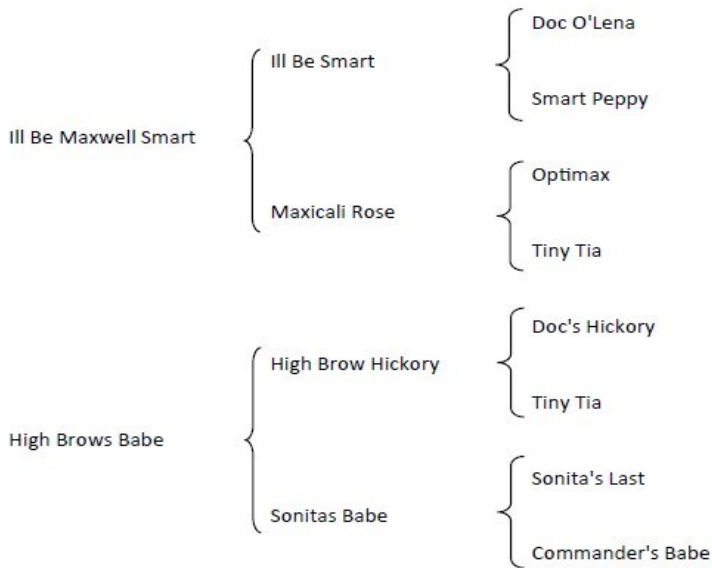 Doc O'Lena
Ill Be Smart
Smart Peppy
Ill Be Maxwell Smart
Optimax
Maxicali Rose
Tiny Tia
Doc's Hickory
High Brow Hickory
Tiny Tia
High Brows Babe
Sonita's Last
Sonitas Babe
Commander's Babe